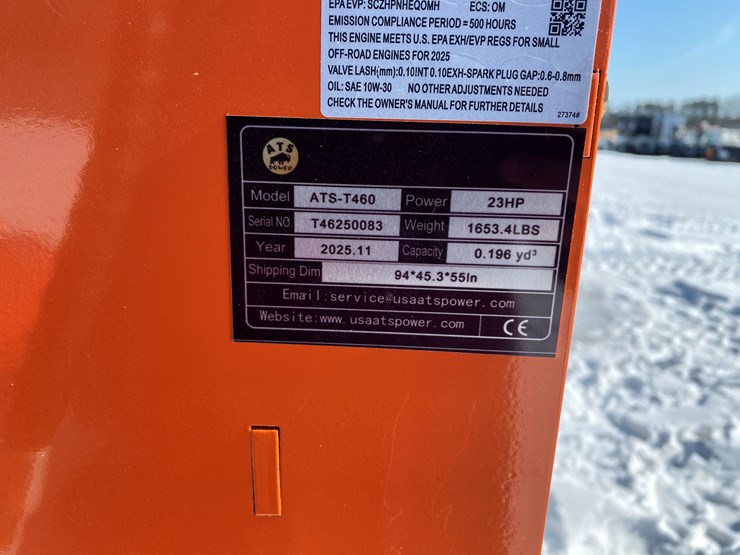 EPA EVP: SCZHPNHEQOMH ECS: OM
EMISSION COMPLIANCE PERIOD = 500 HOURS
THIS ENGINE MEETS U.S. EPA EXH/EVP REGS FOR SMALL
OFF-ROAD ENGINES FOR 2025
VALVE LASH(mm):0.10INT 0.10EXH-SPARK PLUG GAP:0.6-0.8mm
OIL: SAE 10W-30 NO OTHER ADJUSTMENTS NEEDED
CHECK THE OWNER'S MANUAL FOR FURTHER DETAILS 27374#
ATS
POWER
Model ATS-T460 Power 23HP
Serial NO. T46250083 Weight 1653.4LBS
Year 2025.11 Capacity 0.196 yd³
Shipping Dim 94*45.3*55In
Email:service@usaatspower.com
Website:www.usaatspower.com CE